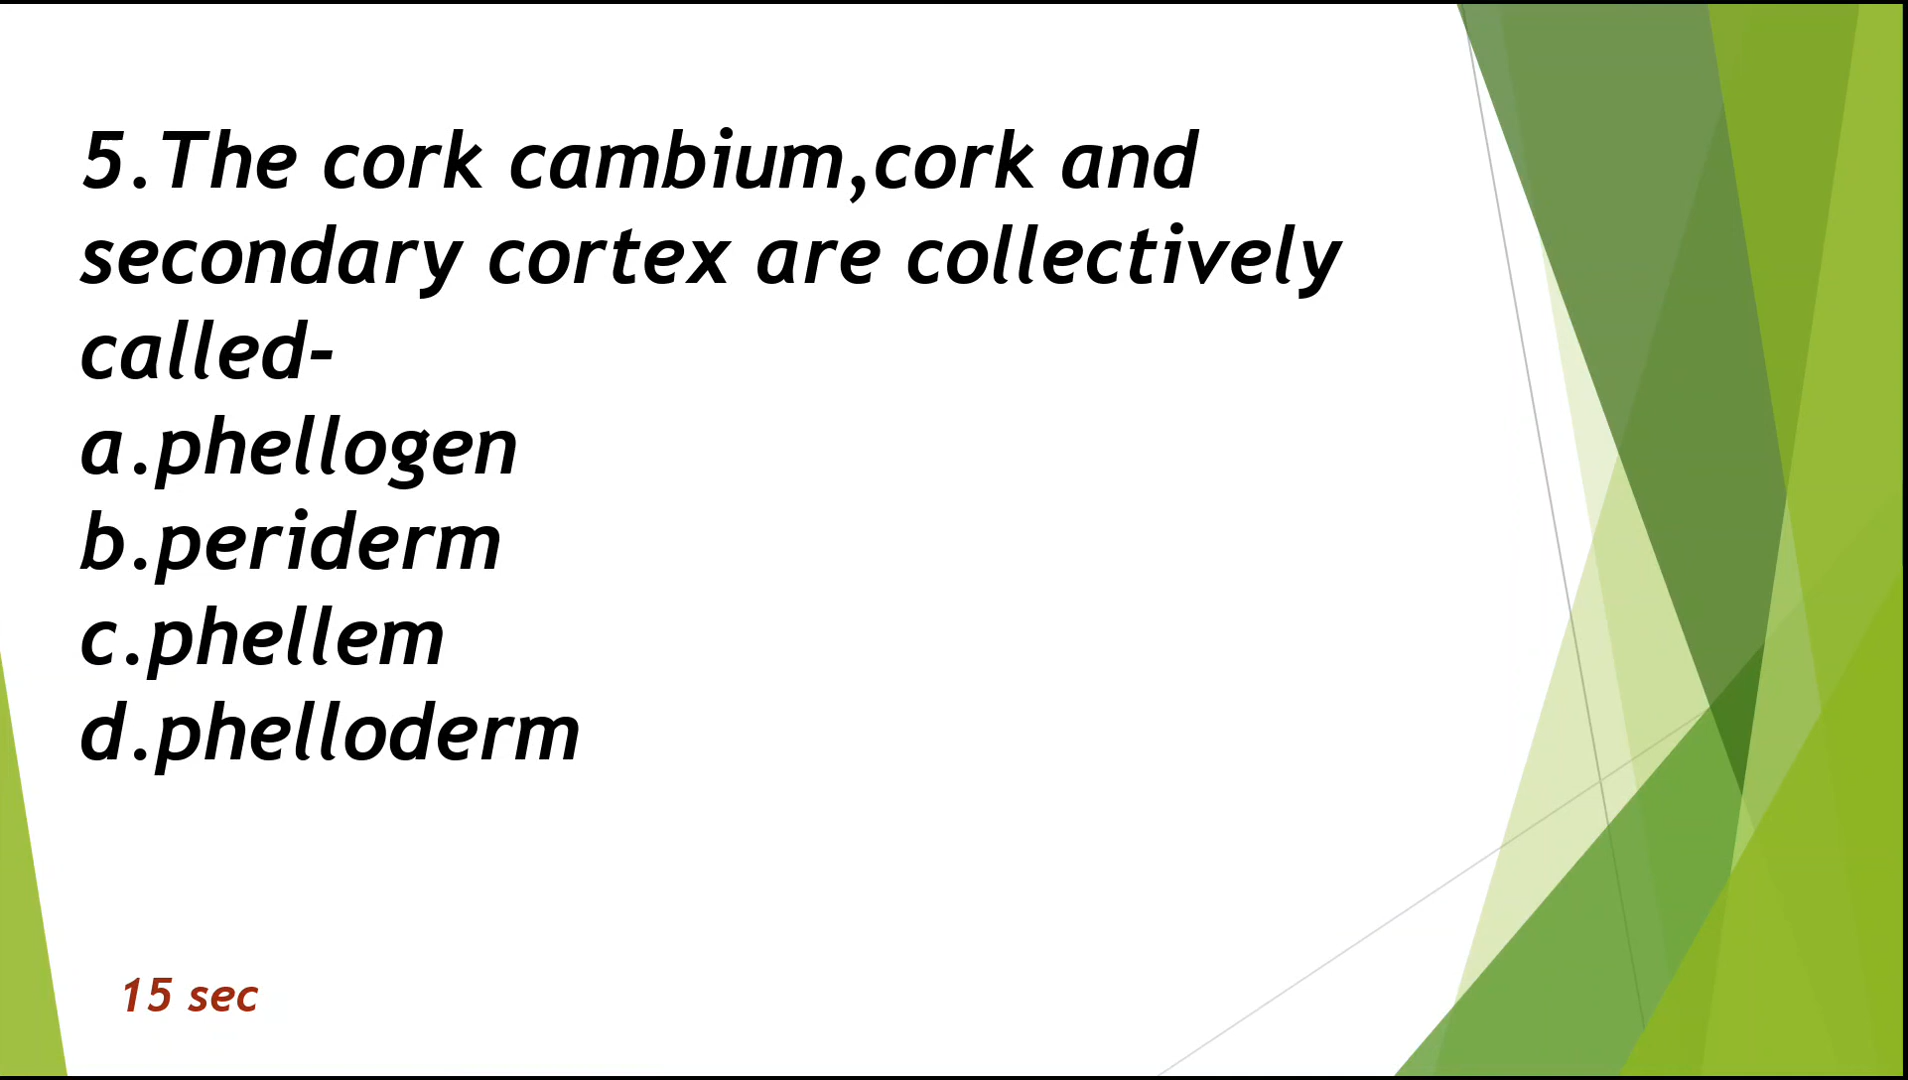 5.The cork cambium,cork and
secondary cortex are collectively
called-
a.phellogen
b.periderm
c.phellem
d.phelloderm
15 sec